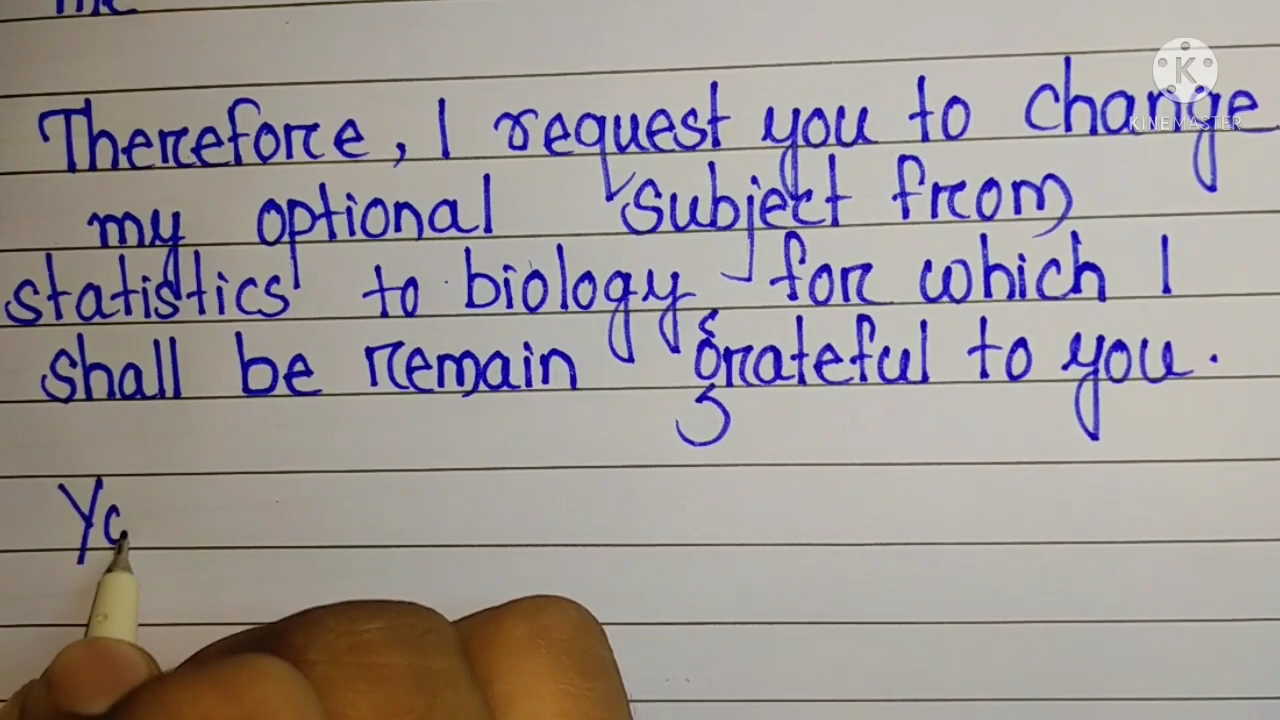 Therefore, I request you to change
my optional subject from
statistics to biology for which I
shall be remain grateful to you.
K
KINEMASTER